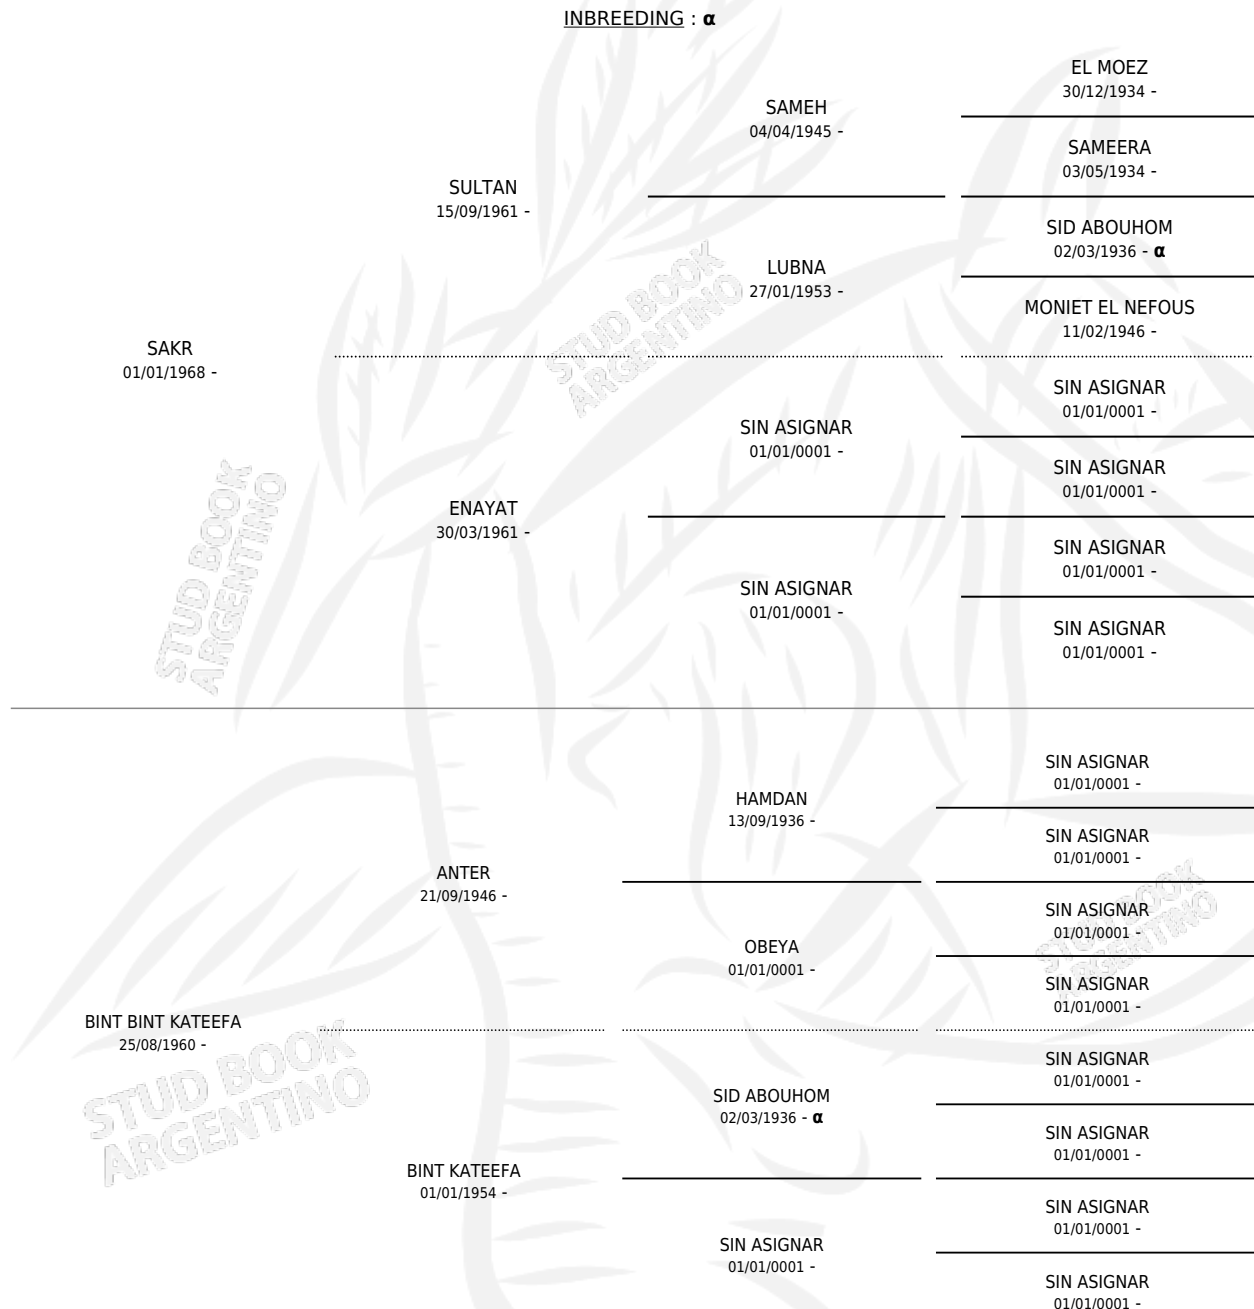 INBREEDING : α
EL MOEZ
30/12/1934 -
SAMEH
04/04/1945 -
SAMEERA
03/05/1934 -
SULTAN
15/09/1961 -
SID ABOUHOM
02/03/1936 - α
LUBNA
27/01/1953 -
MONIET EL NEFOUS
11/02/1946 -
SAKR
01/01/1968 -
SIN ASIGNAR
01/01/0001 -
SIN ASIGNAR
01/01/0001 -
SIN ASIGNAR
01/01/0001 -
ENAYAT
30/03/1961 -
SIN ASIGNAR
01/01/0001 -
SIN ASIGNAR
01/01/0001 -
SIN ASIGNAR
01/01/0001 -
SIN ASIGNAR
01/01/0001 -
HAMDAN
13/09/1936 -
SIN ASIGNAR
01/01/0001 -
ANTER
21/09/1946 -
SIN ASIGNAR
01/01/0001 -
OBEYA
01/01/0001 -
SIN ASIGNAR
01/01/0001 -
BINT BINT KATEEFA
25/08/1960 -
SIN ASIGNAR
01/01/0001 -
SID ABOUHOM
02/03/1936 - α
SIN ASIGNAR
01/01/0001 -
BINT KATEEFA
01/01/1954 -
SIN ASIGNAR
01/01/0001 -
SIN ASIGNAR
01/01/0001 -
SIN ASIGNAR
01/01/0001 -
STUD BOOK
ARGENTINO
STUD BOOK
ARGENTINO
STUD BOOK
ARGENTINO
STUD BOOK
ARGENTINO